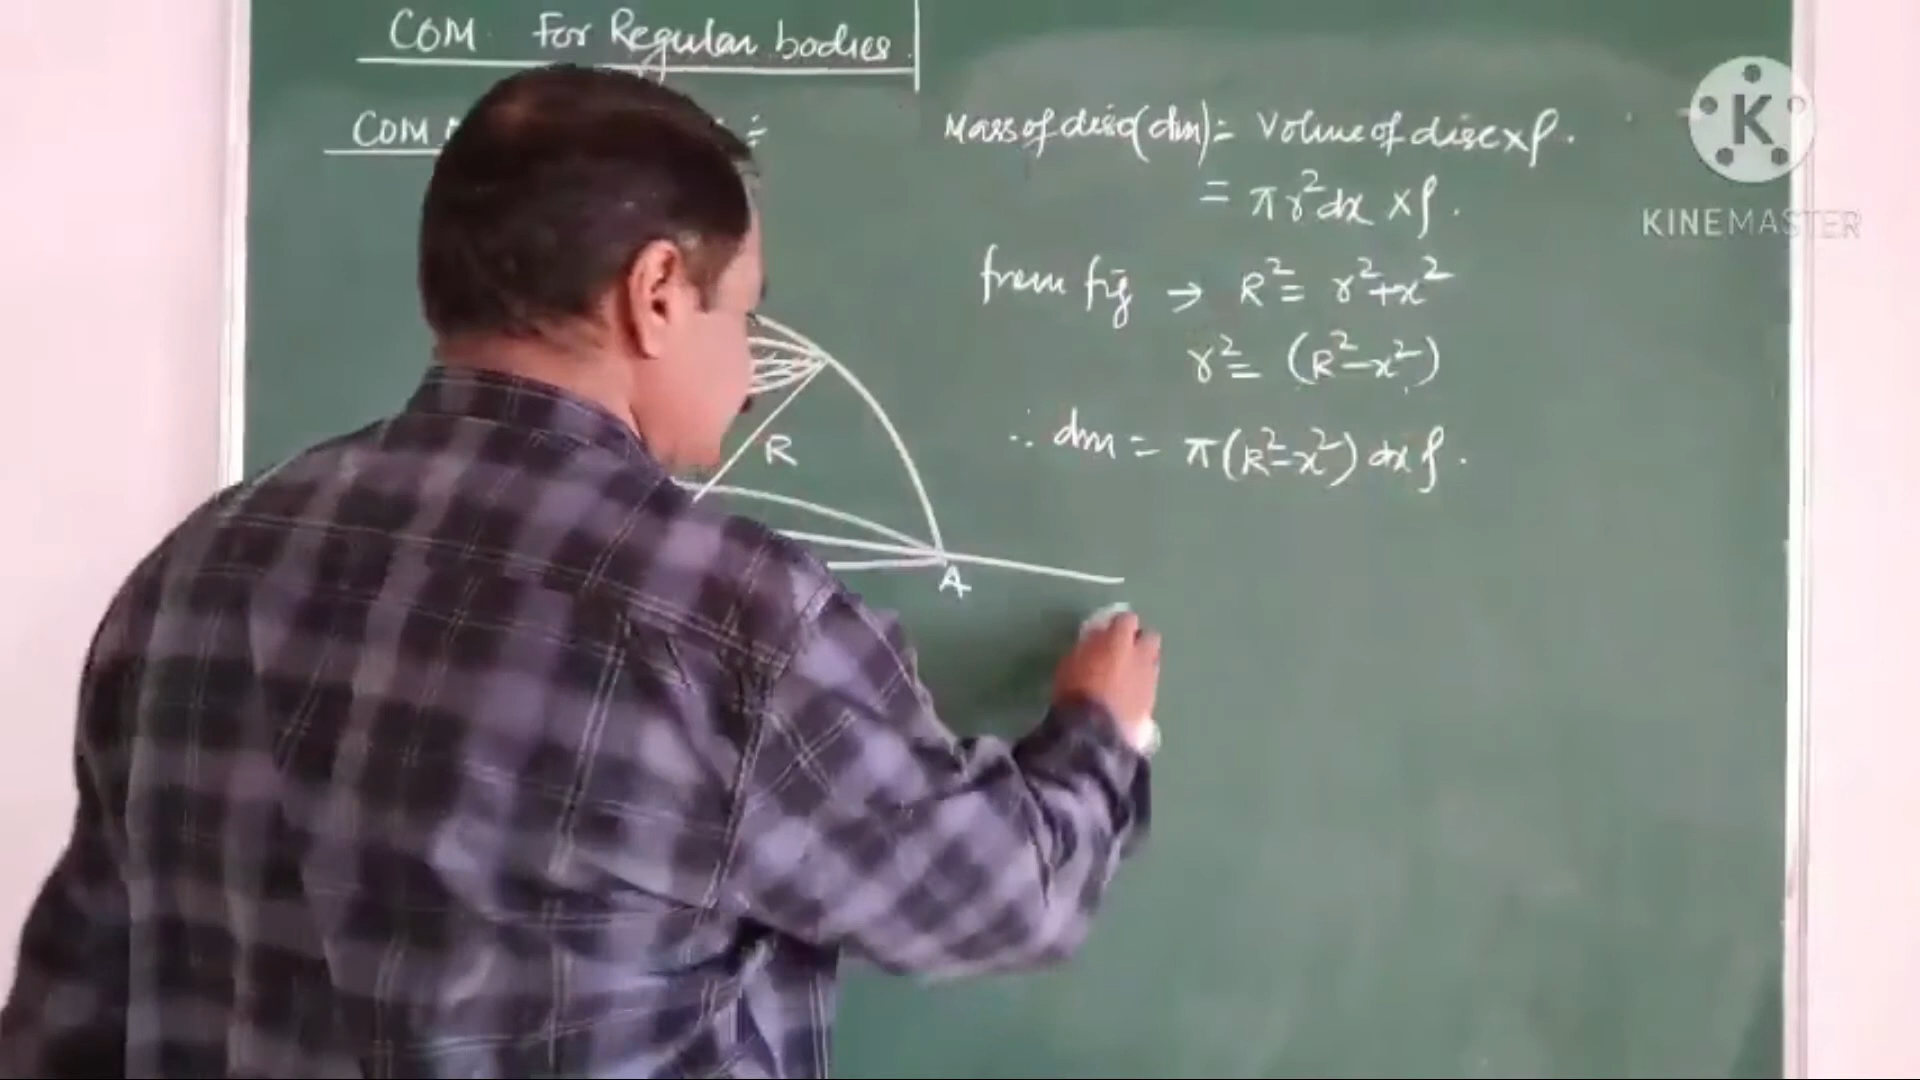 COM For Regular bodies.
COM
Mass of disc(dm) = Volume of disc x ρ.
= πr²dx x ρ.
from fig → R² = r²+x²
r² = (R²-x²)
∴ dm = π(R²-x²)dx ρ.
R
A
K
KINEMASTER